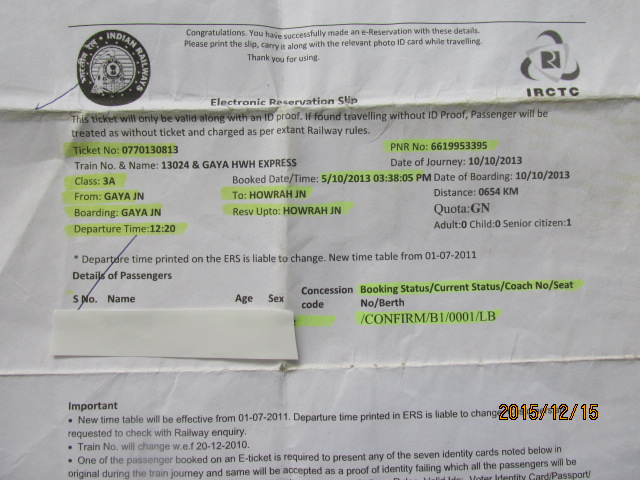 Congratulations. You have successfully made an e-Reservation with these details.
Please print the slip, carry it along with the relevant photo ID card while travelling.
Thank you for using.
भारतीय रेल
INDIAN RAILWAYS
IRCTC
Electronic Reservation Slip
This ticket will only be valid along with an ID proof. If found travelling without ID Proof, Passenger will be
treated as without ticket and charged as per extant Railway rules.
Ticket No: 0770130813 PNR No: 6619953395
Train No. & Name: 13024 & GAYA HWH EXPRESS Date of Journey: 10/10/2013
Class: 3A Booked Date/Time: 5/10/2013 03:38:05 PM Date of Boarding: 10/10/2013
From: GAYA JN To: HOWRAH JN Distance: 0654 KM
Boarding: GAYA JN Resv Upto: HOWRAH JN Quota:GN
Departure Time:12:20 Adult:0 Child:0 Senior citizen:1
* Departure time printed on the ERS is liable to change. New time table from 01-07-2011
Details of Passengers
S No. Name Age Sex Concession code Booking Status/Current Status/Coach No/Seat No/Berth
/CONFIRM/B1/0001/LB
Important
• New time table will be effective from 01-07-2011. Departure time printed in ERS is liable to change
requested to check with Railway enquiry.
• Train No. will change w.e.f 20-12-2010.
• One of the passenger booked on an E-ticket is required to present any of the seven identity cards noted below in
original during the train journey and same will be accepted as a proof of identity failing which all the passengers will be
Voter Identity Card/Passport/
2015/12/15